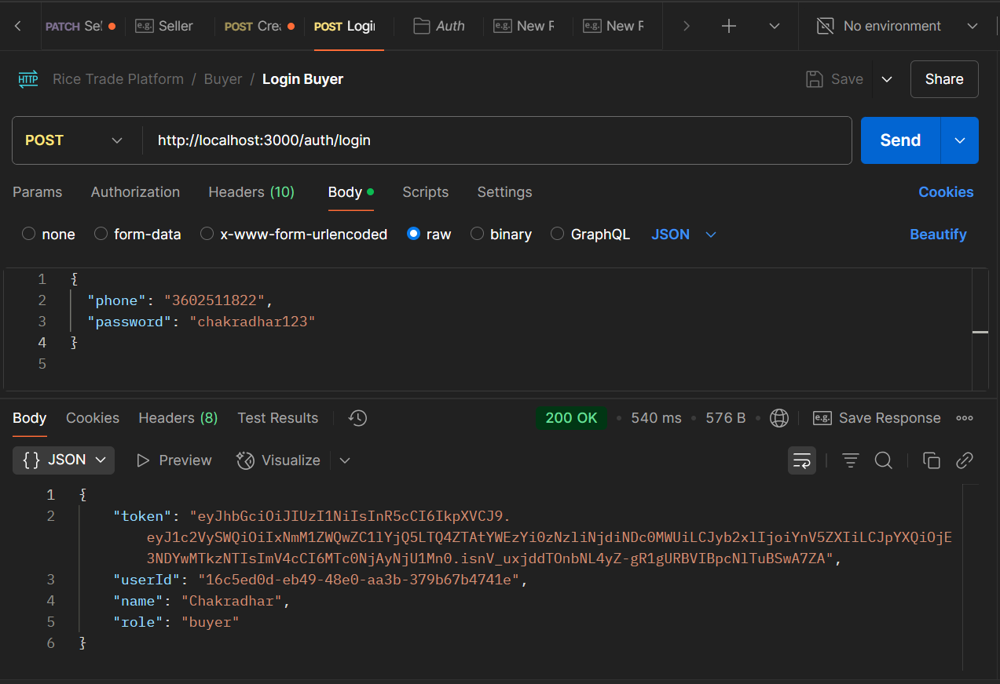 PATCH Sel
e.g. Seller
POST Crea
POST Login
Auth
e.g. New R
e.g. New R
No environment
HTTP Rice Trade Platform / Buyer / Login Buyer
Save
Share
POST
http://localhost:3000/auth/login
Send
Params Authorization Headers (10) Body Scripts Settings Cookies
none form-data x-www-form-urlencoded raw binary GraphQL JSON Beautify
1 {
2 "phone": "3602511822",
3 "password": "chakradhar123"
4 }
5
Body Cookies Headers (8) Test Results 200 OK • 540 ms • 576 B • e.g. Save Response
{} JSON Preview Visualize
1 {
2 "token": "eyJhbGciOiJIUzI1NiIsInR5cCI6IkpXVCJ9.
eyJ1c2VySWQiOiIxNmM1ZWQwZC1lYjQ5LTQ4ZTAtYWEzYi0zNzliNjdiNDc0MWUiLCJyb2xlIjoiYnV5ZXIiLCJpYXQiOjE
3NDYwMTkzNTIsImV4cCI6MTc0NjAyNjU1Mn0.isnV_uxjddTOnbNL4yZ-gR1gURBVIBpcNlTuBSwA7ZA",
3 "userId": "16c5ed0d-eb49-48e0-aa3b-379b67b4741e",
4 "name": "Chakradhar",
5 "role": "buyer"
6 }